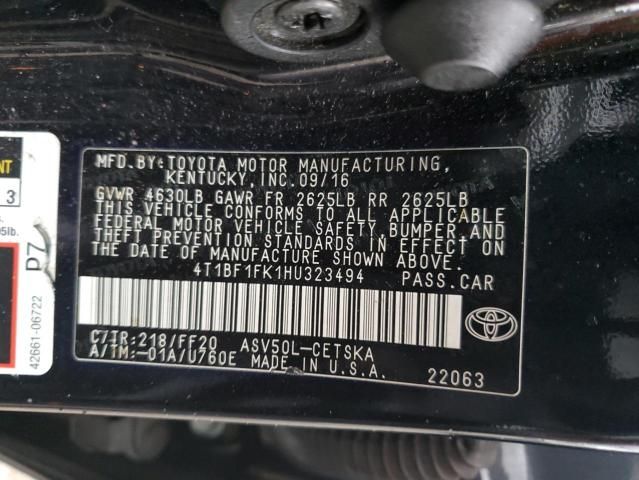 MFD.BY:TOYOTA MOTOR MANUFACTURING,
KENTUCKY, INC. 09/16
GVWR 4630LB GAWR FR 2625LB RR 2625LB
THIS VEHICLE CONFORMS TO ALL APPLICABLE
FEDERAL MOTOR VEHICLE SAFETY, BUMPER, AND
THEFT PREVENTION STANDARDS IN EFFECT ON
THE DATE OF MANUFACTURE SHOWN ABOVE.
4T1BF1FK1HU323494 PASS.CAR
C/TR:218/FF20 ASV50L-CETSKA
A/TM:-01A/U760E MADE IN U.S.A.
22063
3
P7
42661-06722